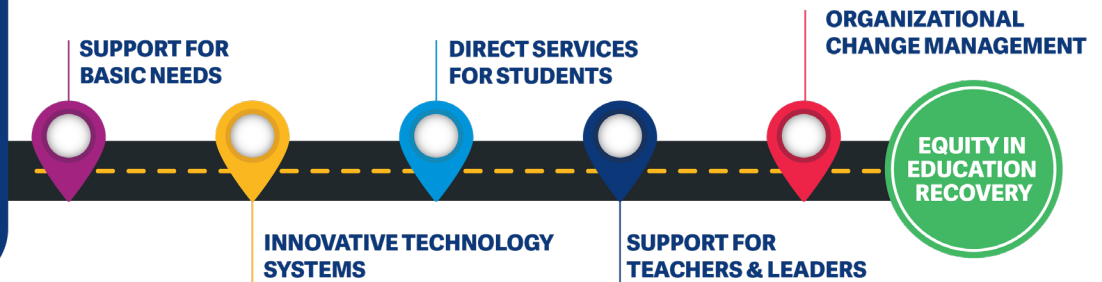 SUPPORT FOR
BASIC NEEDS
INNOVATIVE TECHNOLOGY
SYSTEMS
DIRECT SERVICES
FOR STUDENTS
SUPPORT FOR
TEACHERS & LEADERS
ORGANIZATIONAL
CHANGE MANAGEMENT
EQUITY IN
EDUCATION
RECOVERY